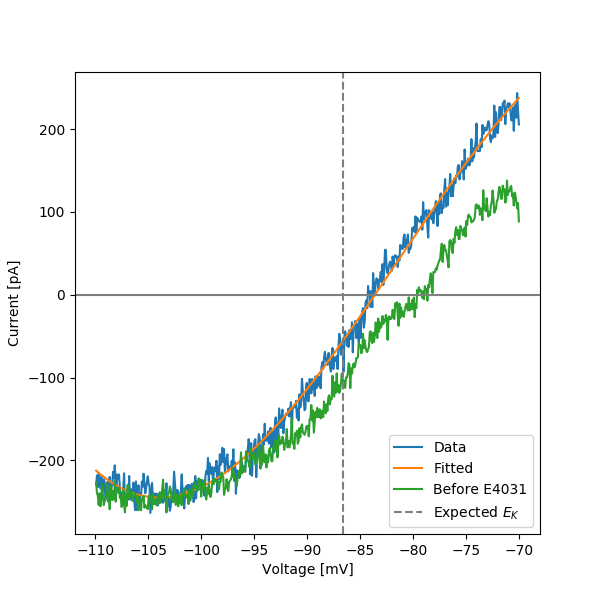 Current [pA]
200
100
0
−100
−200
Data
Fitted
Before E4031
Expected E_K
−110 −105 −100 −95 −90 −85 −80 −75 −70
Voltage [mV]